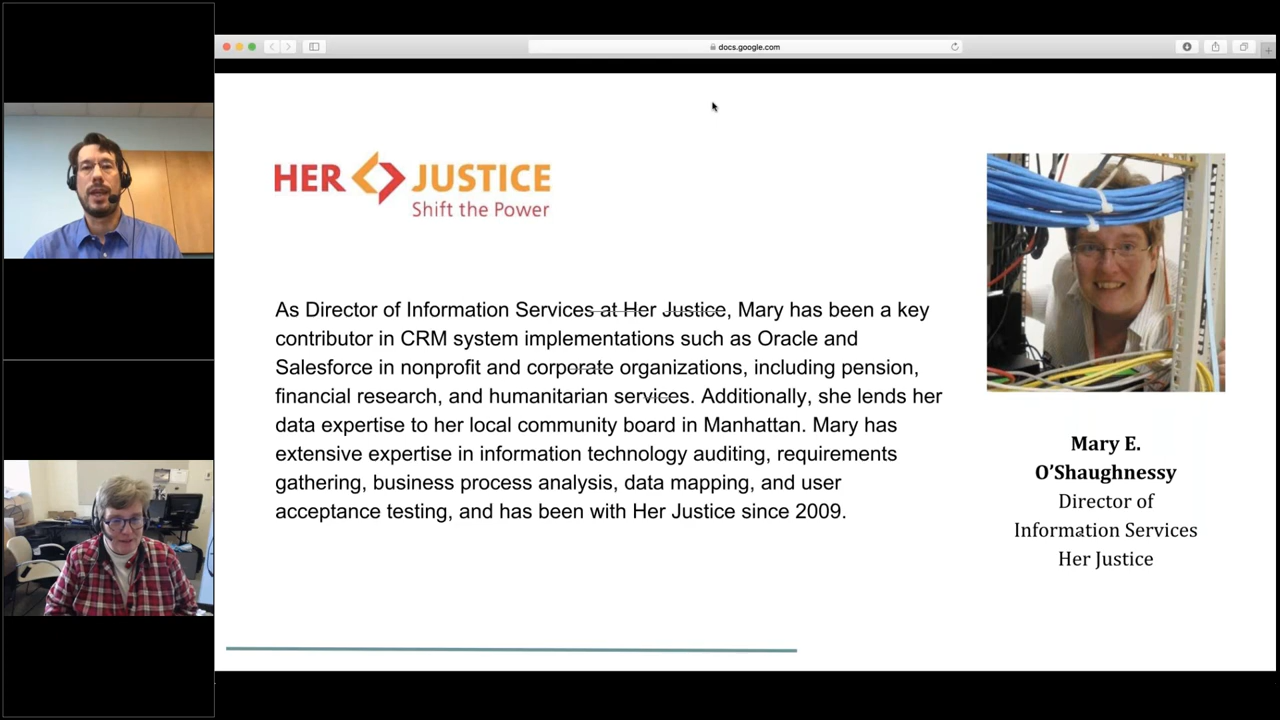 docs.google.com
HER JUSTICE
Shift the Power
As Director of Information Services at Her Justice, Mary has been a key
contributor in CRM system implementations such as Oracle and
Salesforce in nonprofit and corporate organizations, including pension,
financial research, and humanitarian services. Additionally, she lends her
data expertise to her local community board in Manhattan. Mary has
extensive expertise in information technology auditing, requirements
gathering, business process analysis, data mapping, and user
acceptance testing, and has been with Her Justice since 2009.
Mary E.
O’Shaughnessy
Director of
Information Services
Her Justice